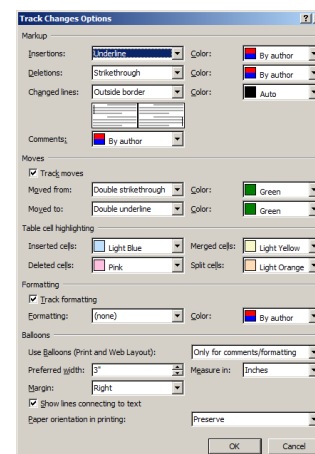 Track Changes Options ?
Markup
Insertions: Underline Color: By author
Deletions: Strikethrough Color: By author
Changed lines: Outside border Color: Auto
Comments: By author
Moves
Track moves
Moved from: Double strikethrough Color: Green
Moved to: Double underline Color: Green
Table cell highlighting
Inserted cells: Light Blue Merged cells: Light Yellow
Deleted cells: Pink Split cells: Light Orange
Formatting
Track formatting
Formatting: (none) Color: By author
Balloons
Use Balloons (Print and Web Layout): Only for comments/formatting
Preferred width: 3" Measure in: Inches
Margin: Right
Show lines connecting to text
Paper orientation in printing: Preserve
OK Cancel